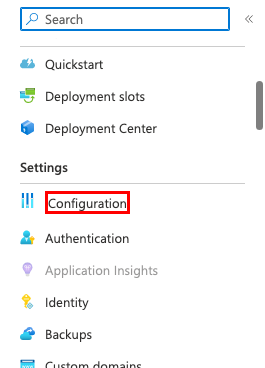 Search
Quickstart
Deployment slots
Deployment Center
Settings
Configuration
Authentication
Application Insights
Identity
Backups
Custom domains